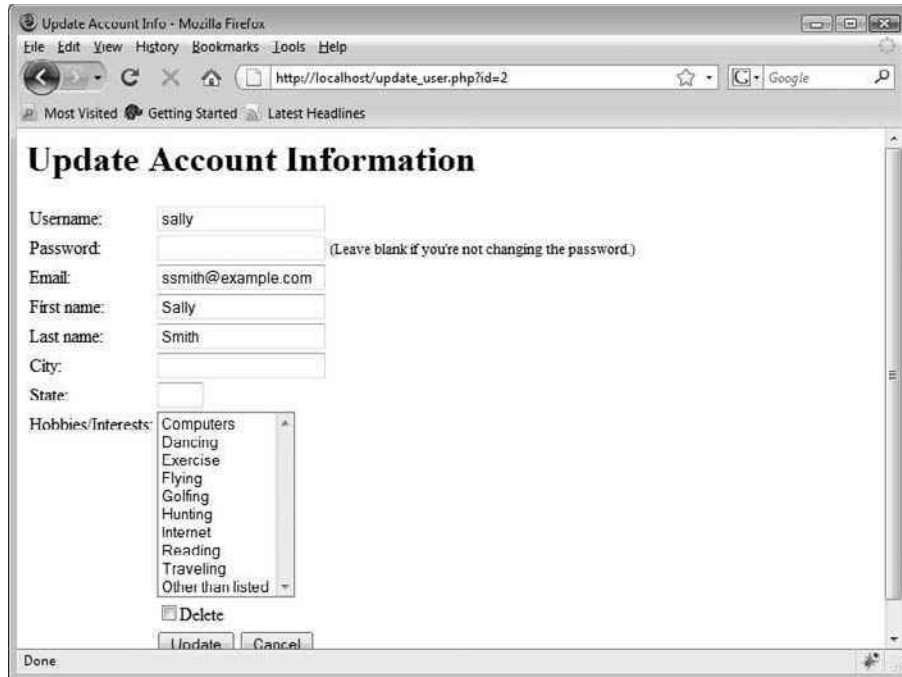 Update Account Info - Mozilla Firefox
File Edit View History Bookmarks Tools Help
http://localhost/update_user.php?id=2
G Google
Most Visited Getting Started Latest Headlines
Update Account Information
Username: sally
Password: (Leave blank if you're not changing the password.)
Email: ssmith@example.com
First name: Sally
Last name: Smith
City:
State:
Hobbies/Interests: Computers
Dancing
Exercise
Flying
Golfing
Hunting
Internet
Reading
Traveling
Other than listed
Delete
Update Cancel
Done